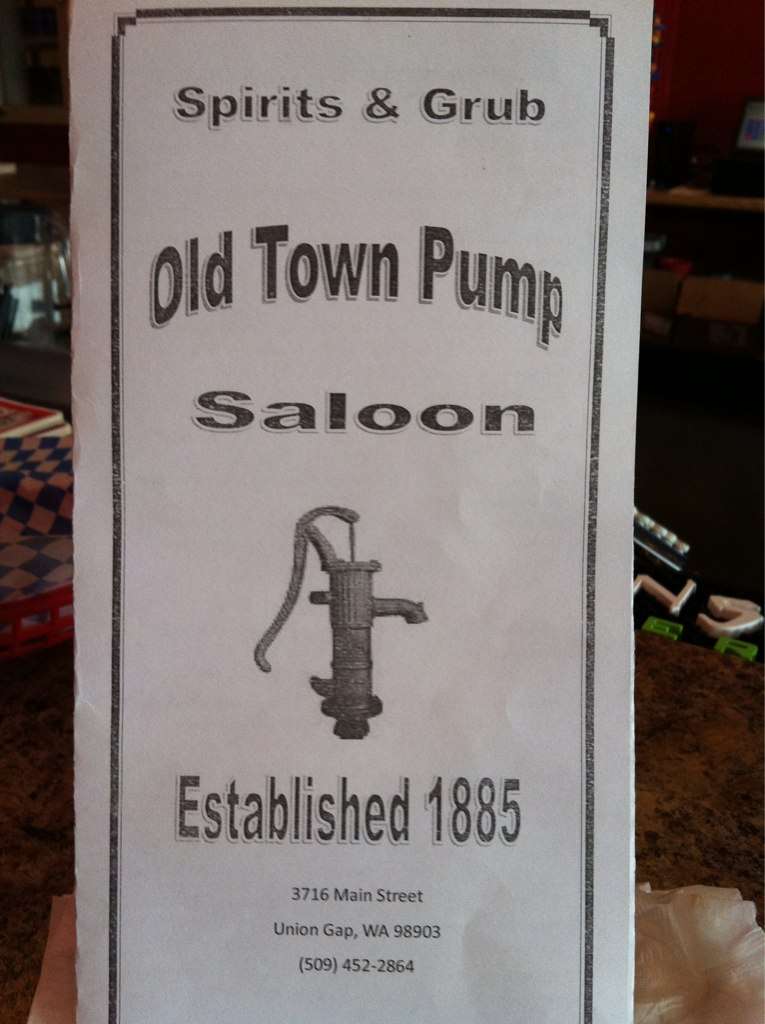 Spirits & Grub
Old Town Pump
Saloon
Established 1885
3716 Main Street
Union Gap, WA 98903
(509) 452-2864